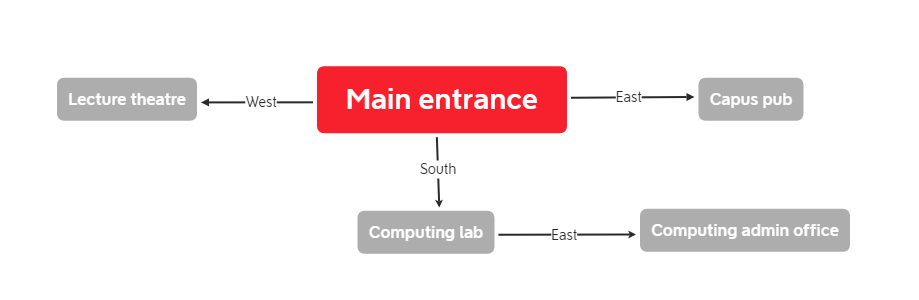 Lecture theatre
West
Main entrance
East
Capus pub
South
Computing lab
East
Computing admin office